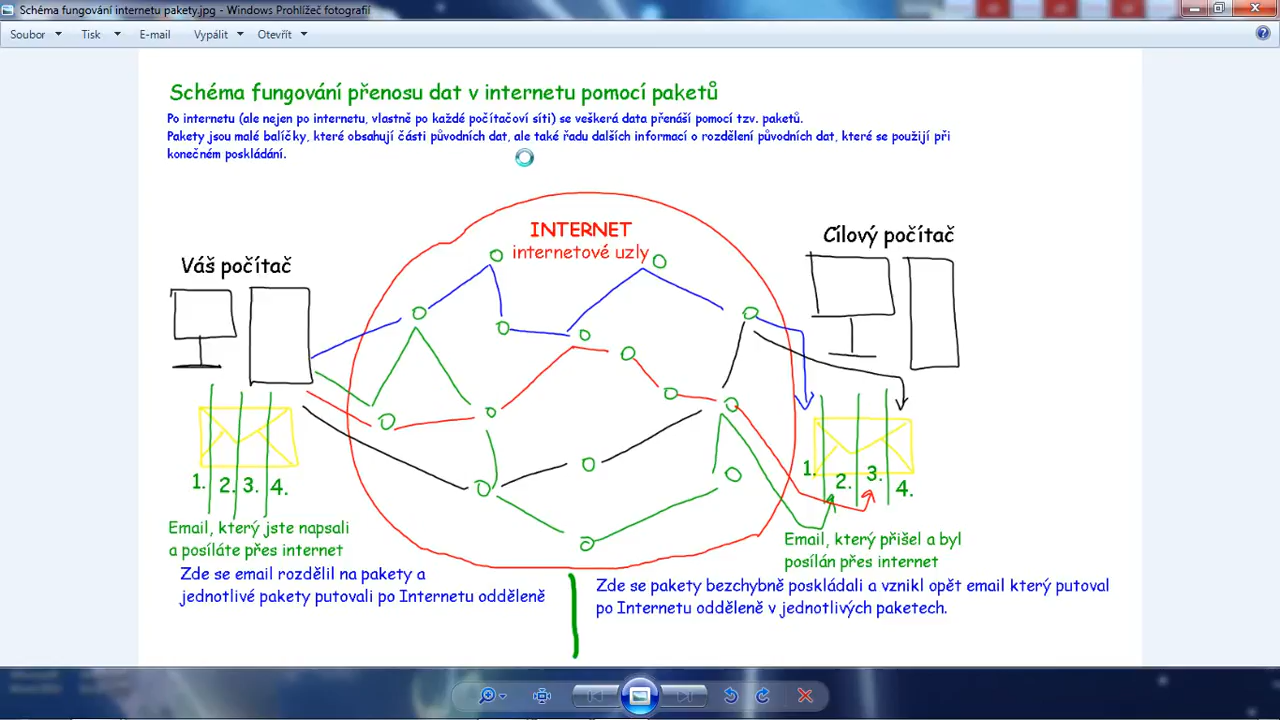 Schéma fungování internetu pakety.jpg - Windows Prohlížeč fotografií
Soubor Tisk E-mail Vypálit Otevřít
Schéma fungování přenosu dat v internetu pomocí paketů
Po internetu (ale nejen po internetu, vlastně po každé počítačoví síti) se veškerá data přenáší pomocí tzv. paketů.
Pakety jsou malé balíčky, které obsahují části původních dat, ale také řadu dalších informací o rozdělení původních dat, které se použijí při
konečném poskládání.
INTERNET
internetové uzly
Cílový počítač
Váš počítač
1. 2. 3. 4.
1. 2. 3. 4.
Email, který jste napsali
a posíláte přes internet
Email, který přišel a byl
posílán přes internet
Zde se email rozdělil na pakety a
jednotlivé pakety putovali po Internetu odděleně
Zde se pakety bezchybně poskládali a vznikl opět email který putoval
po Internetu odděleně v jednotlivých paketech.